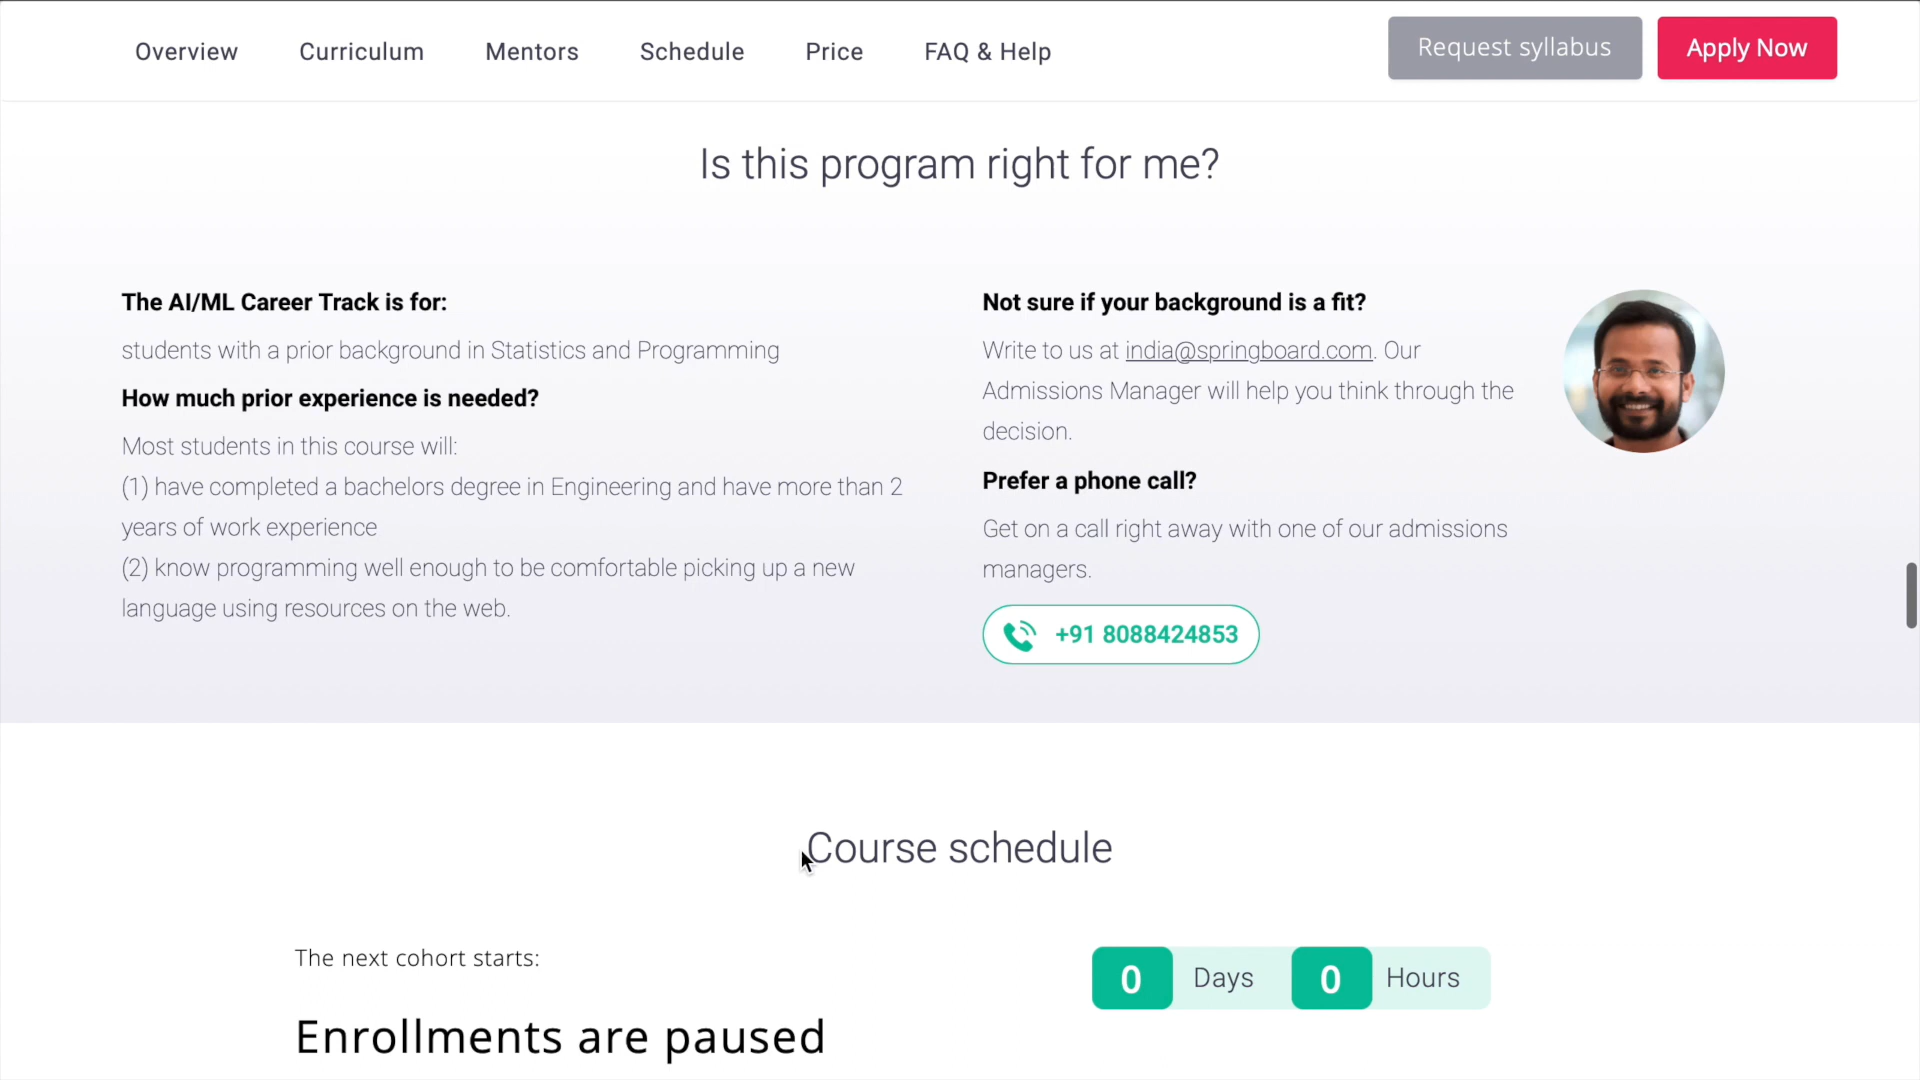 Overview Curriculum Mentors Schedule Price FAQ & Help Request syllabus Apply Now
Is this program right for me?
The AI/ML Career Track is for:
students with a prior background in Statistics and Programming
How much prior experience is needed?
Most students in this course will:
(1) have completed a bachelors degree in Engineering and have more than 2
years of work experience
(2) know programming well enough to be comfortable picking up a new
language using resources on the web.
Not sure if your background is a fit?
Write to us at india@springboard.com. Our
Admissions Manager will help you think through the
decision.
Prefer a phone call?
Get on a call right away with one of our admissions
managers.
+91 8088424853
Course schedule
The next cohort starts:
Enrollments are paused
0 Days 0 Hours